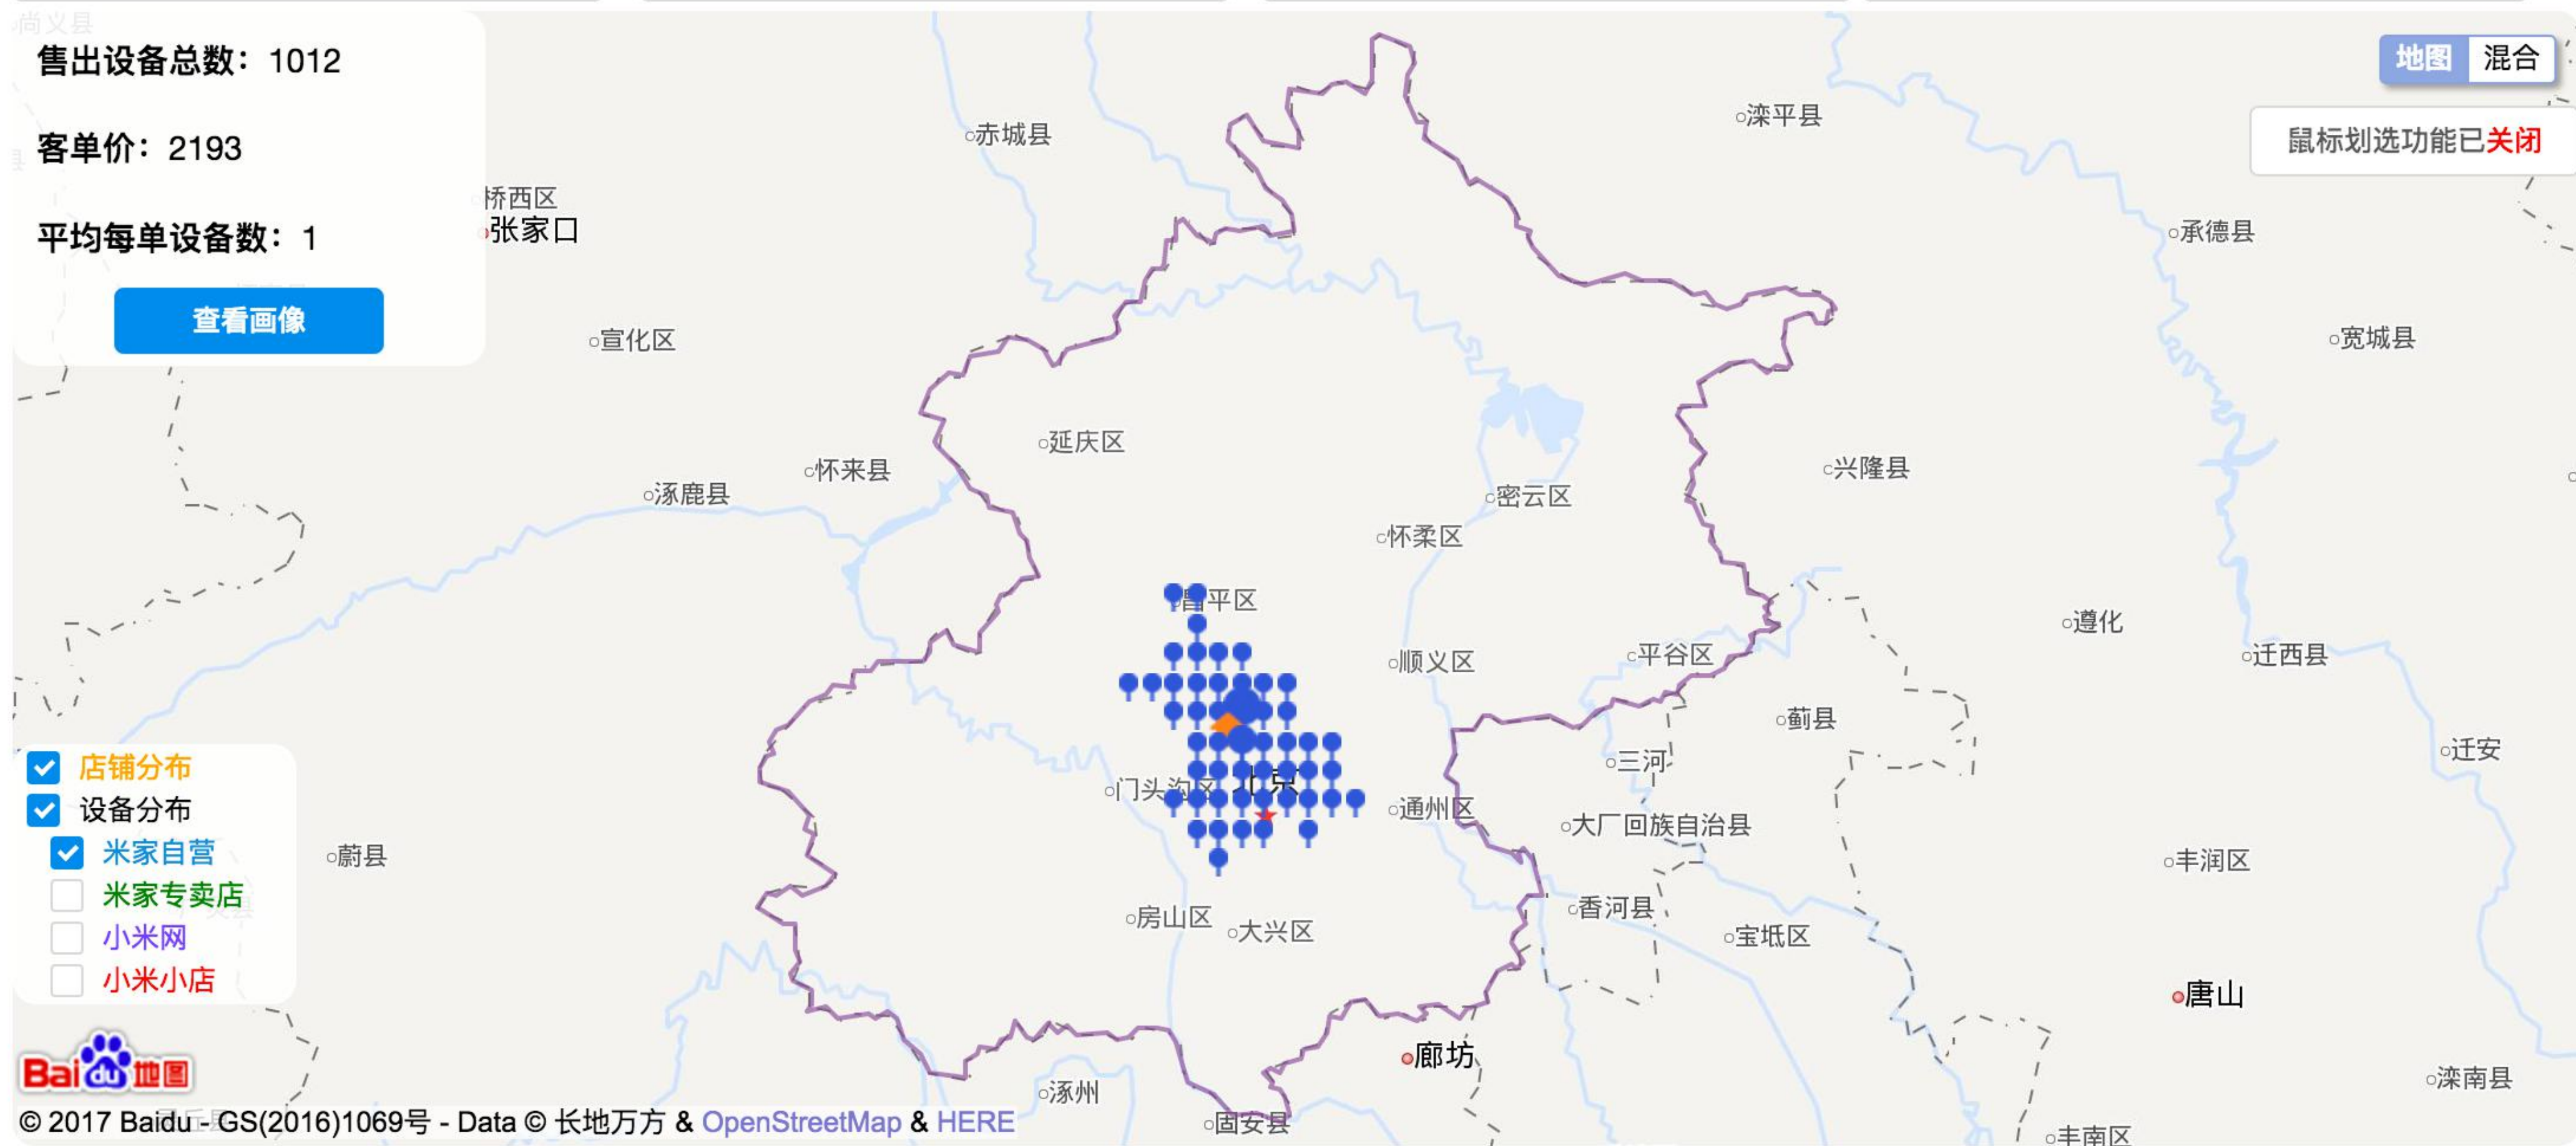 尚义县
售出设备总数：1012
客单价：2193
平均每单设备数：1
查看画像
地图 混合
鼠标划选功能已关闭
赤城县
滦平县
桥西区
张家口
承德县
宣化区
宽城县
延庆区
怀来县
涿鹿县
兴隆县
密云区
怀柔区
昌平区
遵化
顺义区
平谷区
迁西县
蓟县
迁安
三河
北京
门头沟区
通州区
大厂回族自治县
蔚县
丰润区
香河县
房山区
大兴区
宝坻区
唐山
廊坊
涿州
滦南县
固安县
丰南区
店铺分布
设备分布
米家自营
米家专卖店
小米网
小米小店
Bai du 地图
© 2017 Baidu - GS(2016)1069号 - Data © 长地万方 & OpenStreetMap & HERE